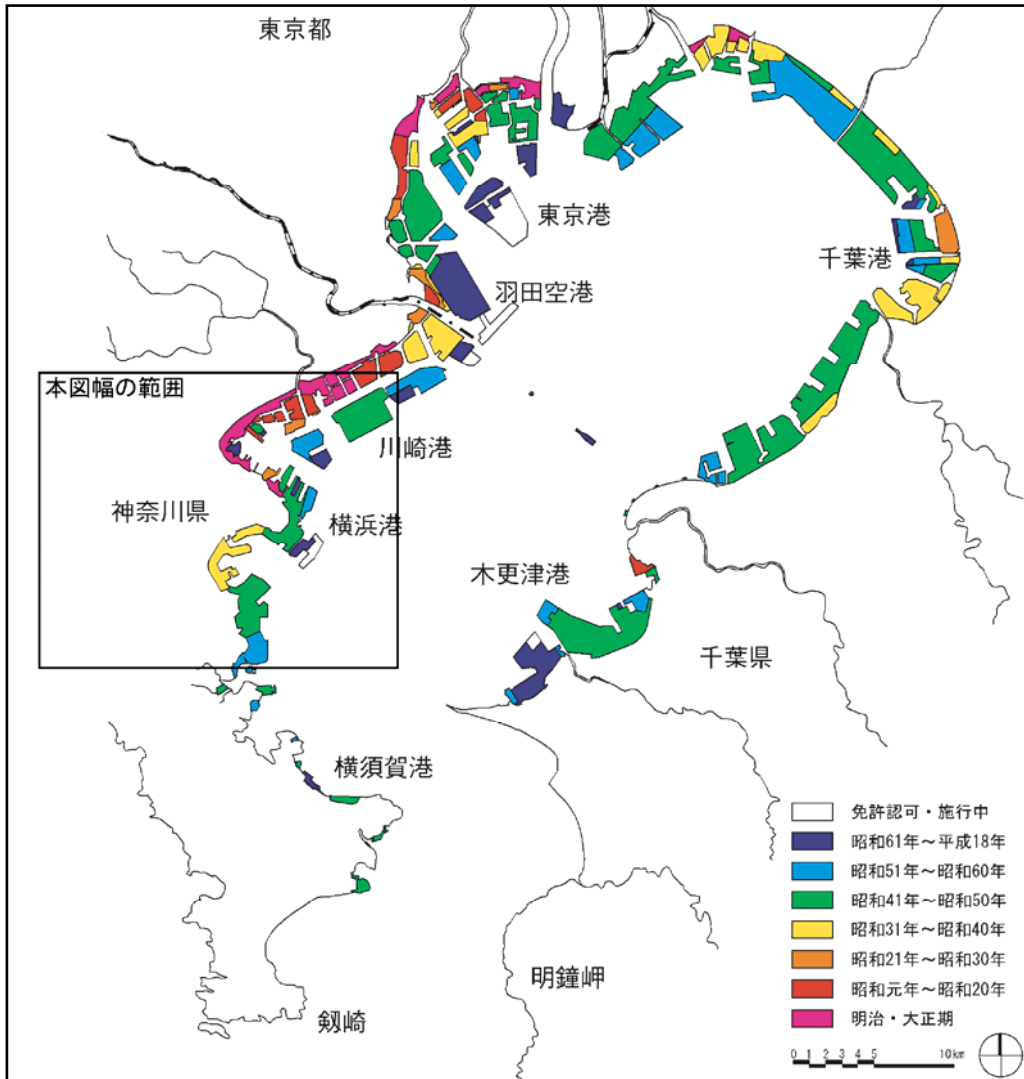 東京都
東京港
羽田空港
千葉港
本図幅の範囲
川崎港
神奈川県
横浜港
木更津港
千葉県
横須賀港
明鐘岬
剱崎
免許認可・施行中
昭和61年～平成18年
昭和51年～昭和60年
昭和41年～昭和50年
昭和31年～昭和40年
昭和21年～昭和30年
昭和元年～昭和20年
明治・大正期
0 1 2 3 4 5 10km